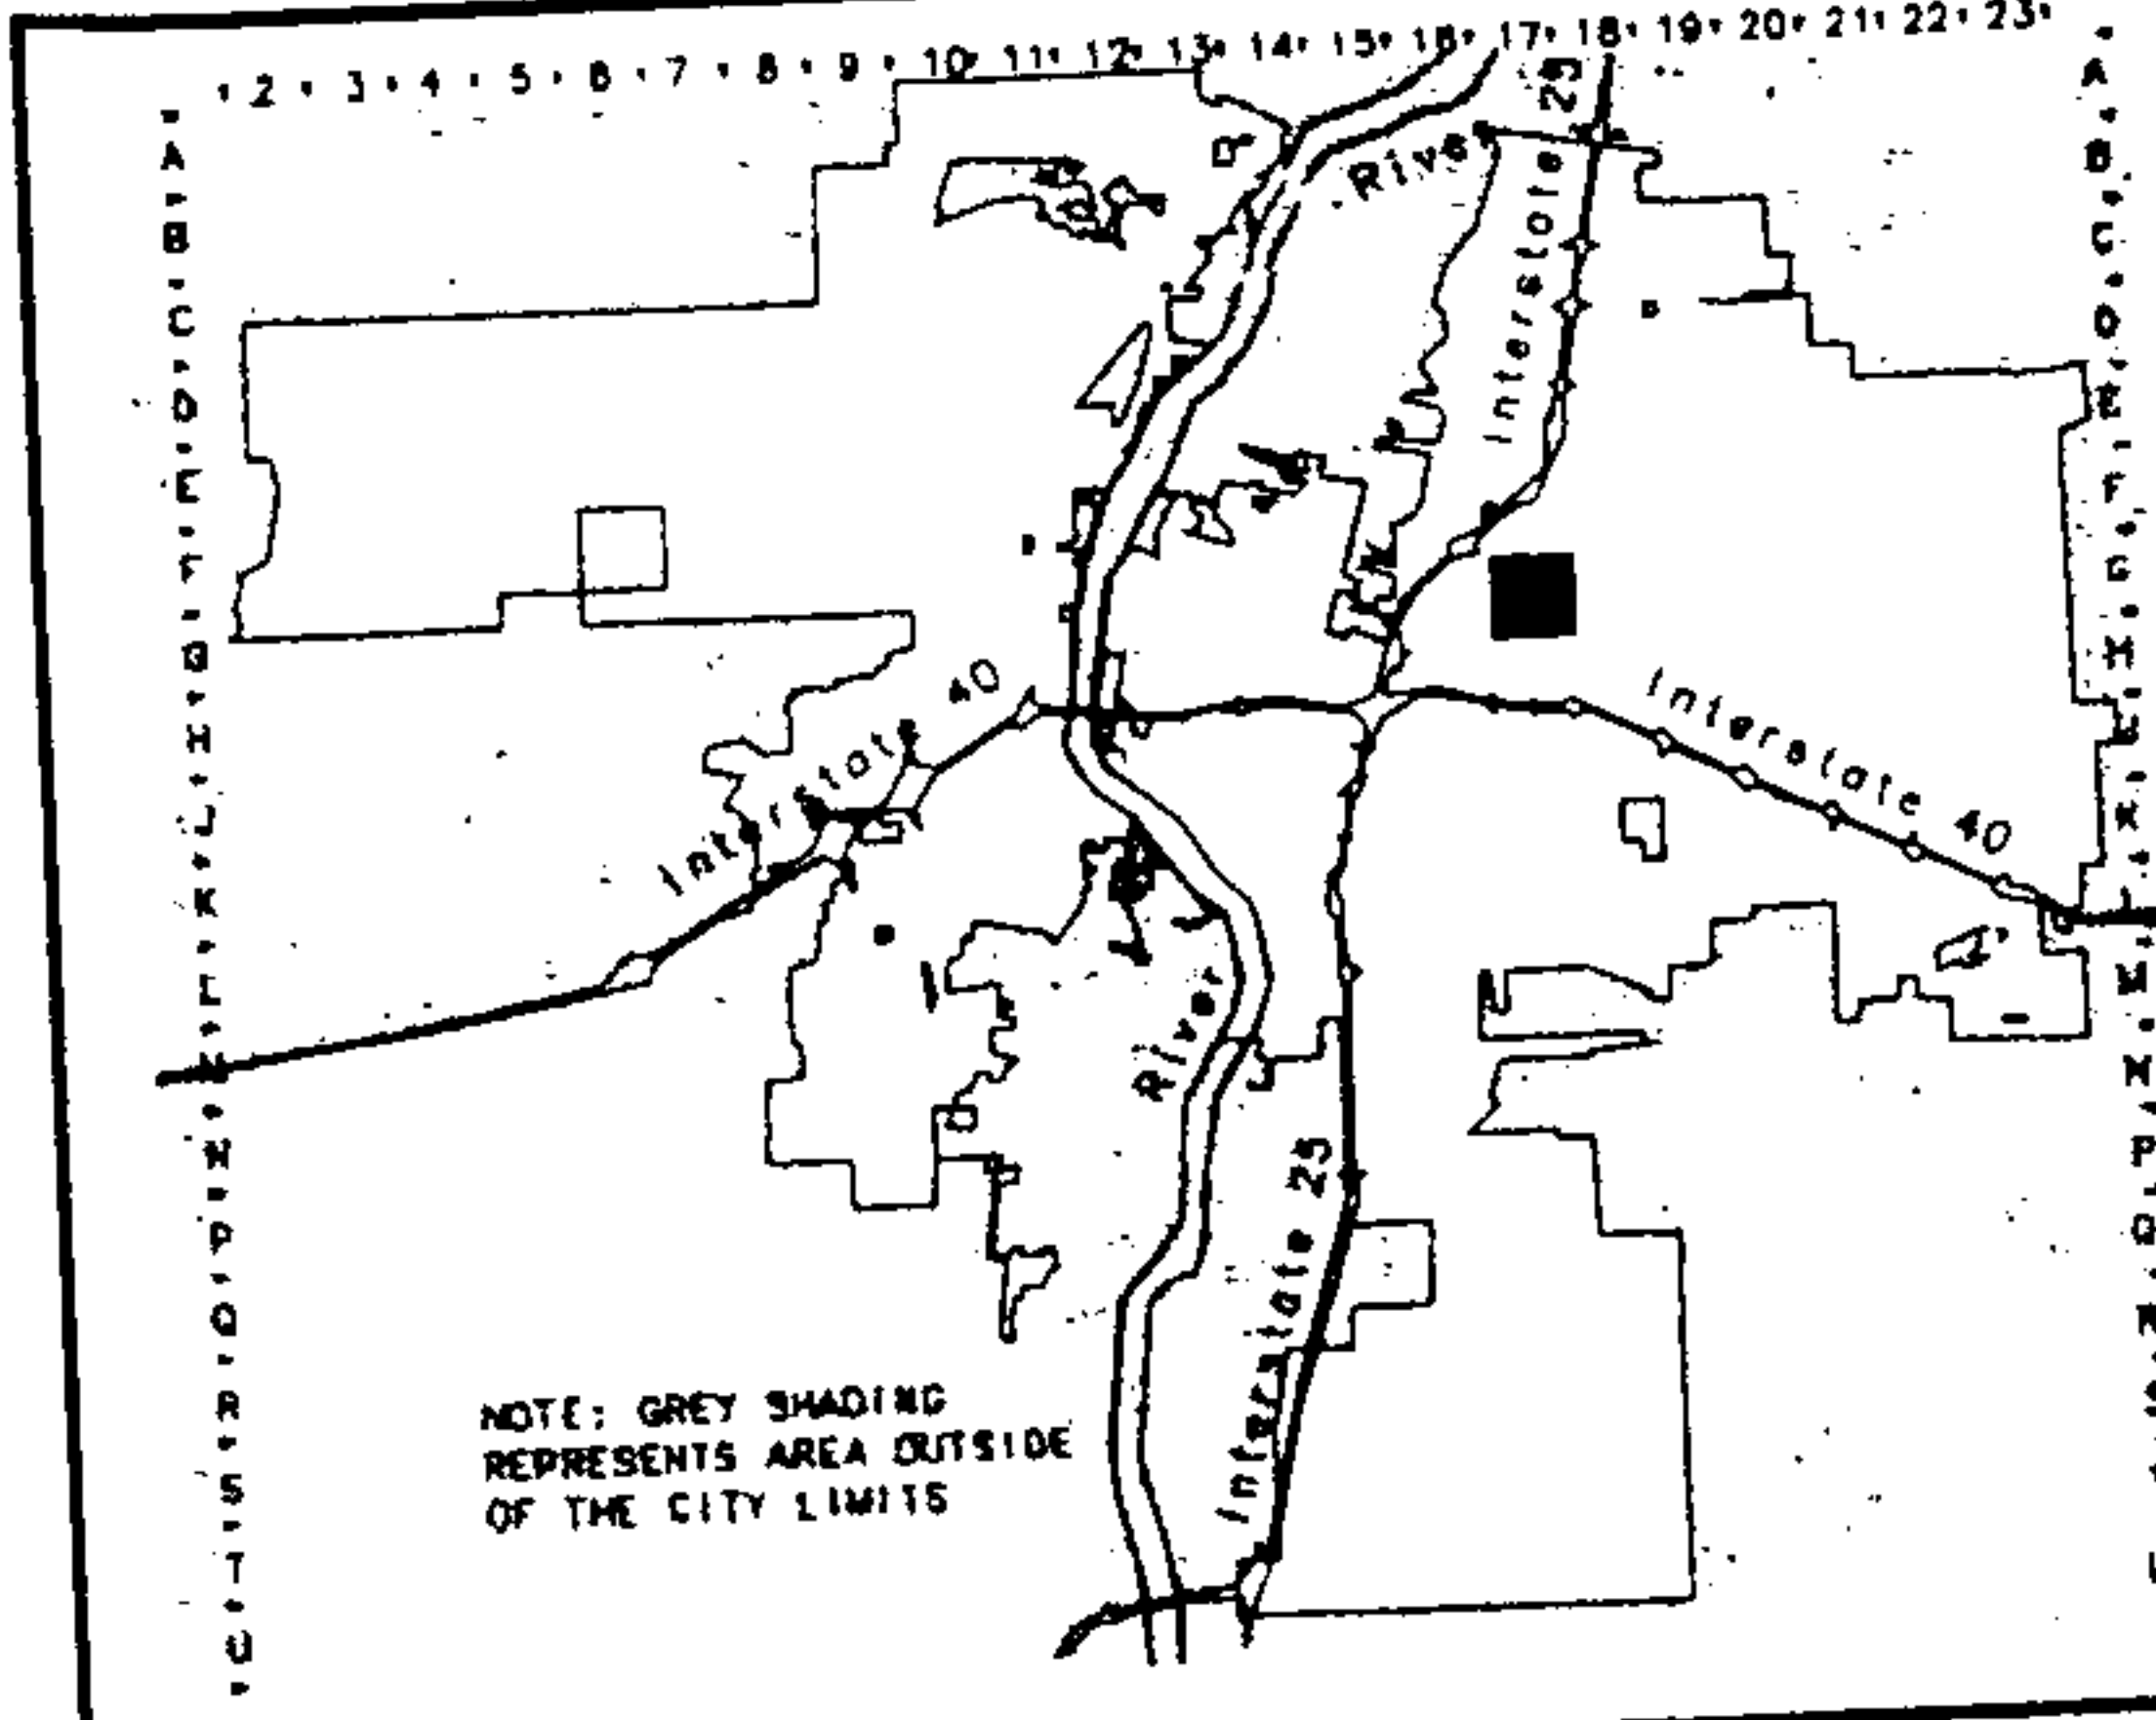 2 3 4 5 6 7 8 9 10 11 12 13 14 15 16 17 18 19 20 21 22 23
A
B
C
D
E
F
G
H
J
K
L
M
N
P
Q
R
S
T
U
River
Interstate 25
Interstate 40
Interstate 40
River
Interstate 25
A
B
C
D
E
F
G
H
J
K
L
M
N
P
Q
R
NOTE: GREY SHADING
REPRESENTS AREA OUTSIDE
OF THE CITY LIMITS